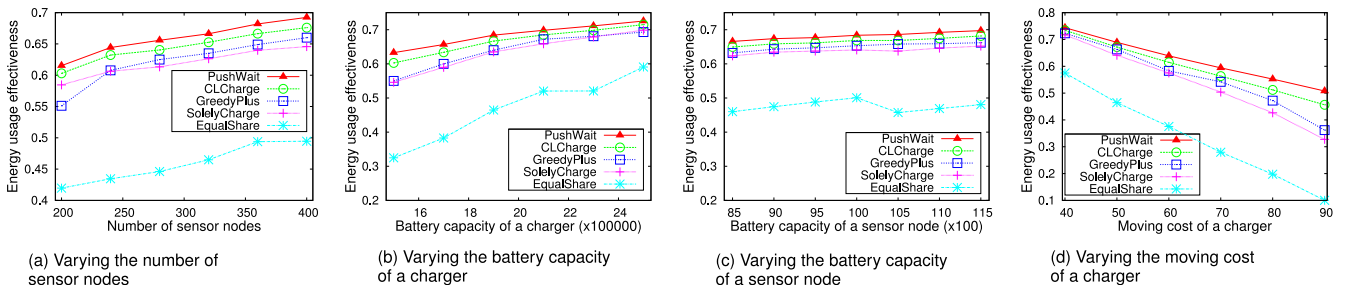 Energy usage effectiveness
0.7
0.65
0.6
0.55
0.5
0.45
0.4
200
240
280
320
360
400
Number of sensor nodes
PushWait
CLCharge
GreedyPlus
SolelyCharge
EqualShare
(a) Varying the number of
sensor nodes
Energy usage effectiveness
0.7
0.6
0.5
0.4
0.3
0.2
16
18
20
22
24
Battery capacity of a charger (x100000)
PushWait
CLCharge
GreedyPlus
SolelyCharge
EqualShare
(b) Varying the battery capacity
of a charger
Energy usage effectiveness
0.7
0.6
0.5
0.4
0.3
0.2
85
90
95
100
105
110
115
Battery capacity of a sensor node (x100)
PushWait
CLCharge
GreedyPlus
SolelyCharge
EqualShare
(c) Varying the battery capacity
of a sensor node
Energy usage effectiveness
0.8
0.7
0.6
0.5
0.4
0.3
0.2
0.1
40
50
60
70
80
90
Moving cost of a charger
PushWait
CLCharge
GreedyPlus
SolelyCharge
EqualShare
(d) Varying the moving cost
of a charger